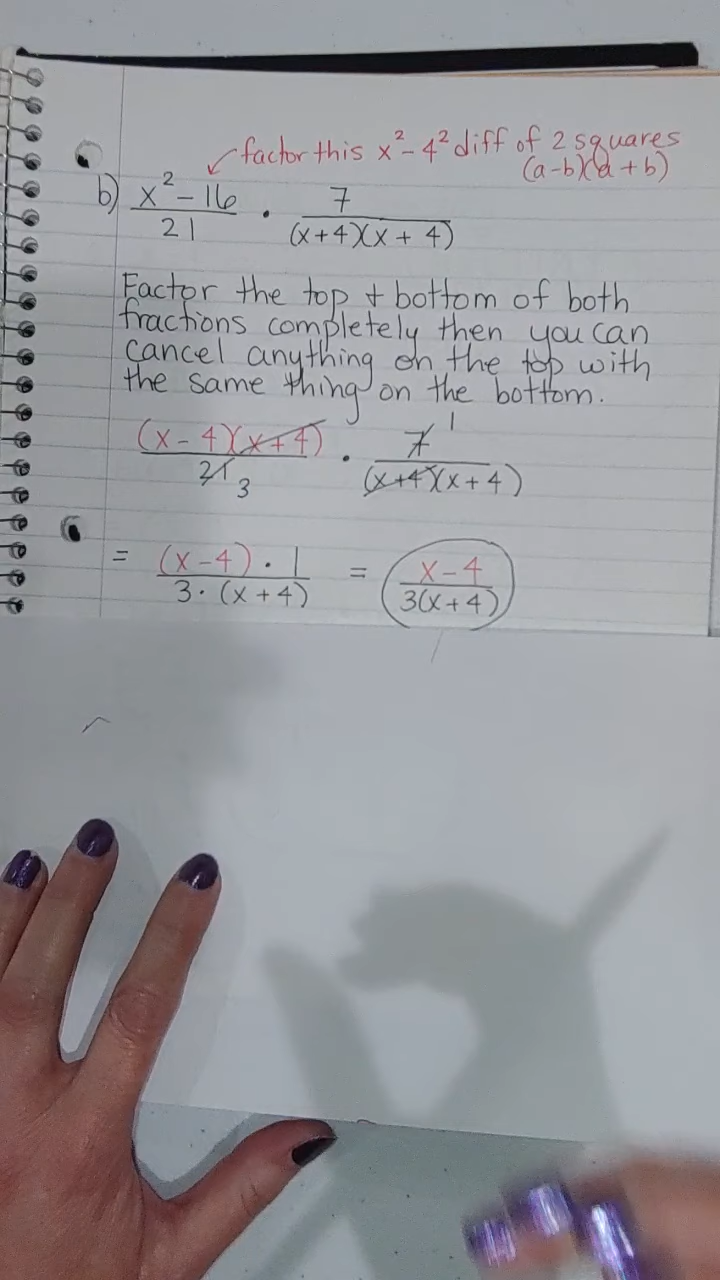 factor this x² - 4² diff of 2 squares
(a-b)(a+b)
b) x² - 16 / 21 · 7 / (x+4)(x+4)
Factor the top + bottom of both
fractions completely then you can
cancel anything on the top with
the same thing on the bottom.
(x-4)(x+4) / 21 3 · 7 1 / (x+4)(x+4)
= (x-4) · 1 / 3 · (x+4) = x-4 / 3(x+4)